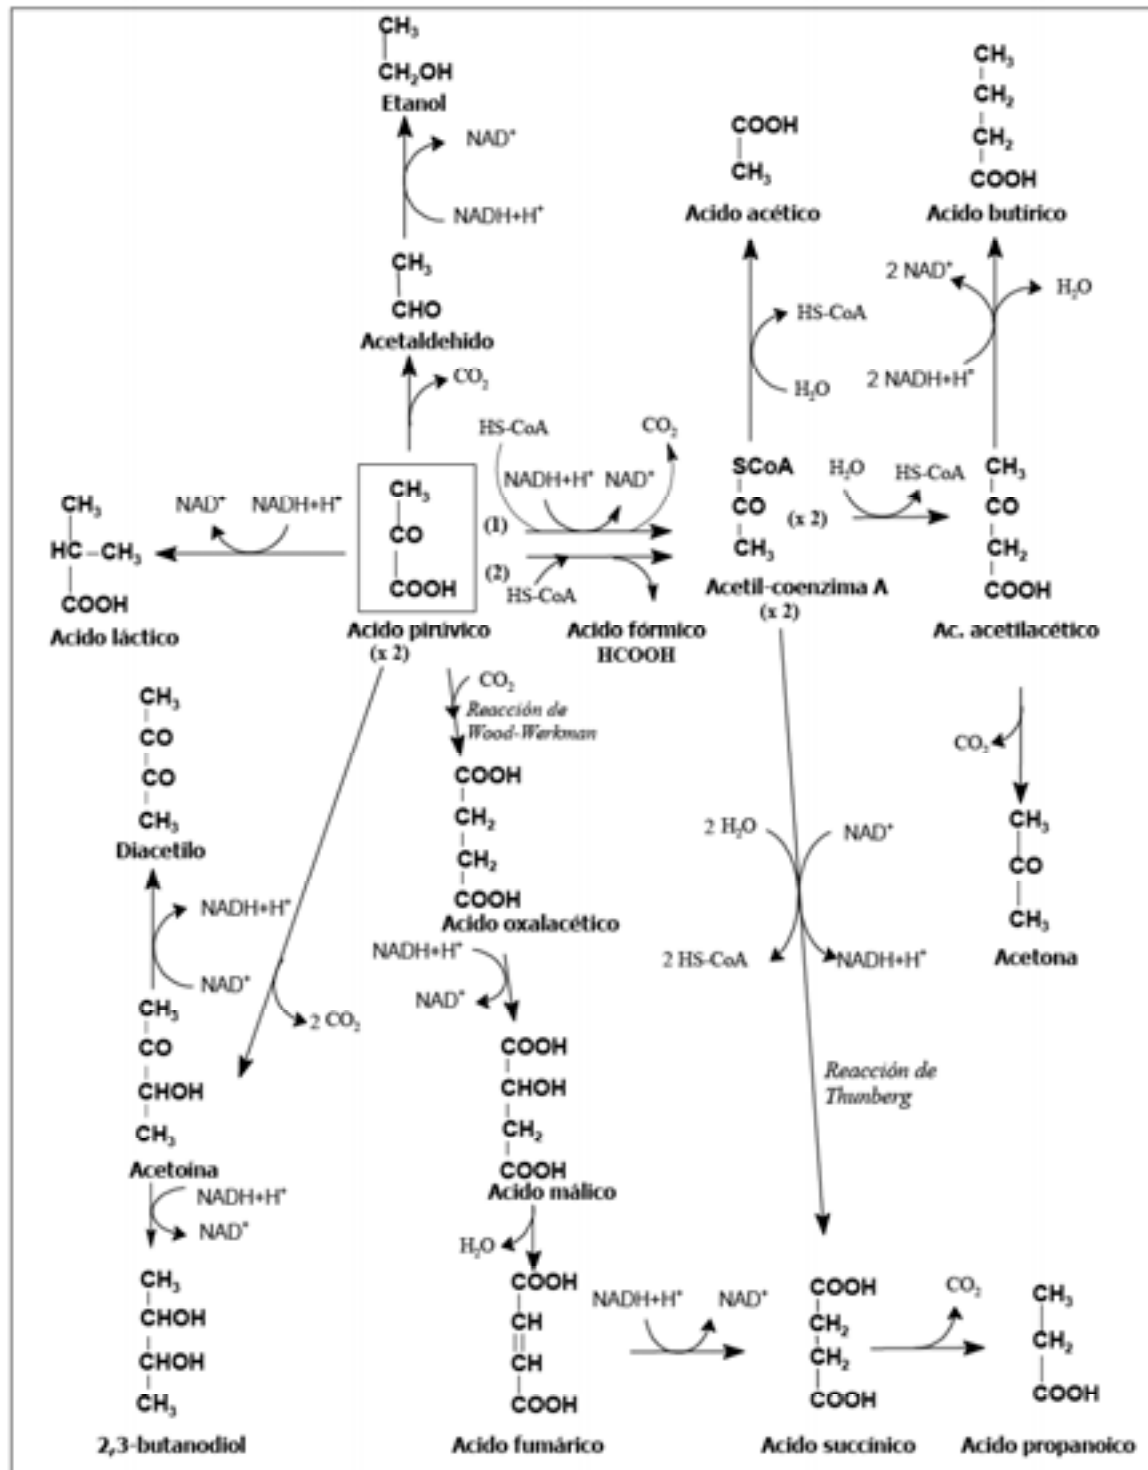 CH₃
CH₂OH
Etanol
NAD⁺
NADH+H⁺
CH₃
CHO
Acetaldehido
CO₂
COOH
CH₃
Acido acético
HS-CoA
H₂O
CH₃
CH₂
CH₂
COOH
Acido butírico
2 NAD⁺
H₂O
2 NADH+H⁺
CH₃
HC – CH₃
COOH
Acido láctico
NAD⁺
NADH+H⁺
CH₃
CO
COOH
Acido pirúvico
(x 2)
HS-CoA
CO₂
NADH+H⁺
NAD⁺
(1)
(2)
HS-CoA
Acido fórmico
HCOOH
SCoA
CO
(x 2)
CH₃
Acetil-coenzima A
(x 2)
H₂O
HS-CoA
CH₃
CO
CH₂
COOH
Ac. acetilacético
CO₂
CH₃
CO
CH₃
Acetona
CH₃
CO
CO
CH₃
Diacetilo
NADH+H⁺
NAD⁺
CH₃
CO
CHOH
CH₃
Acetoína
2 CO₂
NADH+H⁺
NAD⁺
CH₃
CHOH
CHOH
CH₃
2,3-butanodiol
CO₂
Reacción de
Wood-Werkman
COOH
CH₂
CH₂
COOH
Acido oxalacético
NADH+H⁺
NAD⁺
COOH
CHOH
CH₂
COOH
Acido málico
H₂O
COOH
CH
CH
COOH
Acido fumárico
NADH+H⁺
NAD⁺
2 H₂O
NAD⁺
2 HS-CoA
NADH+H⁺
Reacción de
Thunberg
COOH
CH₂
CH₂
COOH
Acido succínico
CO₂
CH₃
CH₂
COOH
Acido propanoico